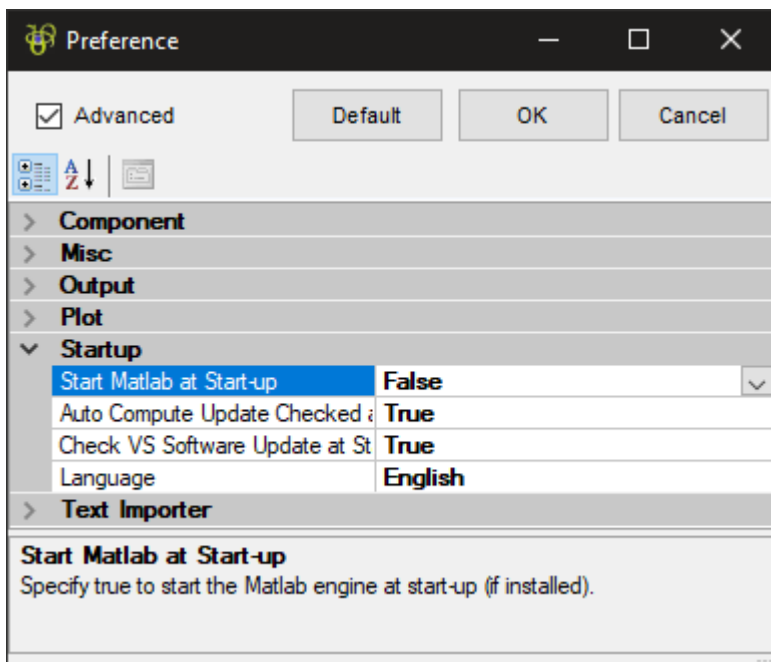 Preference
Advanced
Default
OK
Cancel
Component
Misc
Output
Plot
Startup
Start Matlab at Start-up False
Auto Compute Update Checked True
Check VS Software Update at St True
Language English
Text Importer
Start Matlab at Start-up
Specify true to start the Matlab engine at start-up (if installed).